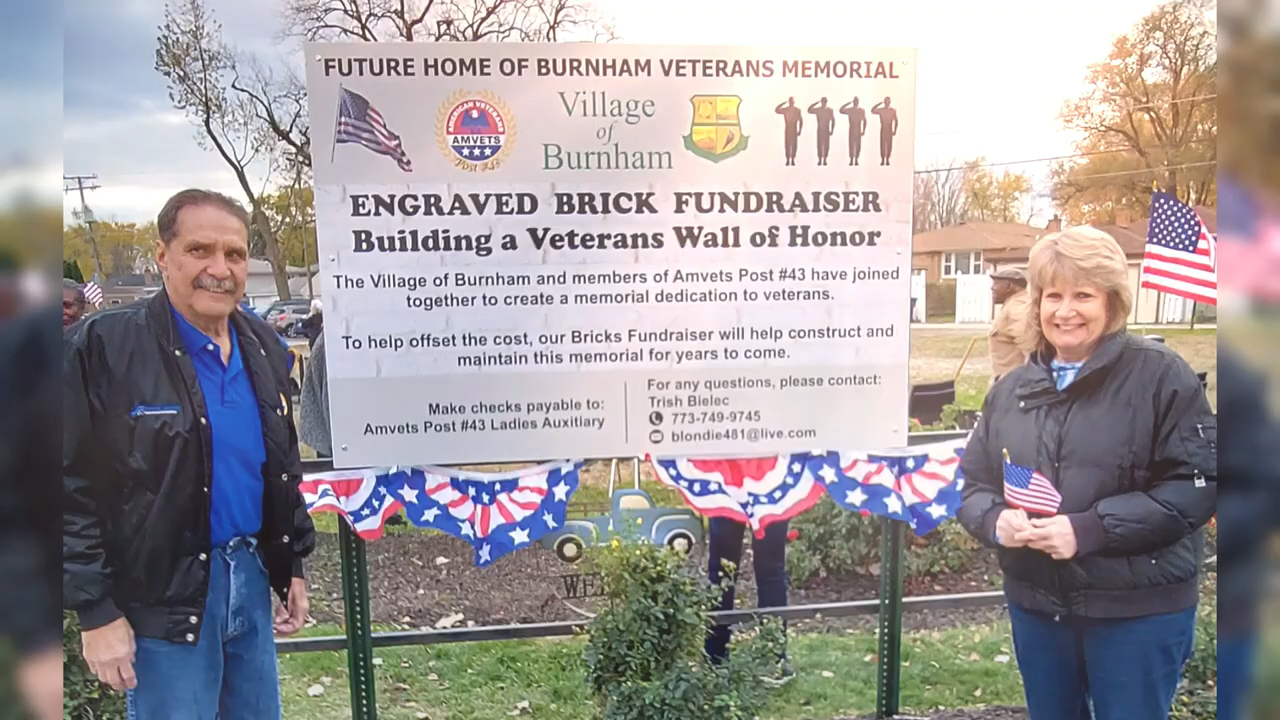 "FUTURE HOME OF BURNHAM VETERANS MEMORIAL"
AMERICAN VETERANS
AMVETS
Village
of
Burnham
ENGRAVED BRICK FUNDRAISER
Building a Veterans Wall of Honor
The Village of Burnham and members of Amvets Post #43 have joined
together to create a memorial dedication to veterans.
To help offset the cost, our Bricks Fundraiser will help construct and
maintain this memorial for years to come.
Make checks payable to:
Amvets Post #43 Ladies Auxitiary
For any questions, please contact:
Trish Bielec
773-749-9745
blondie481@live.com